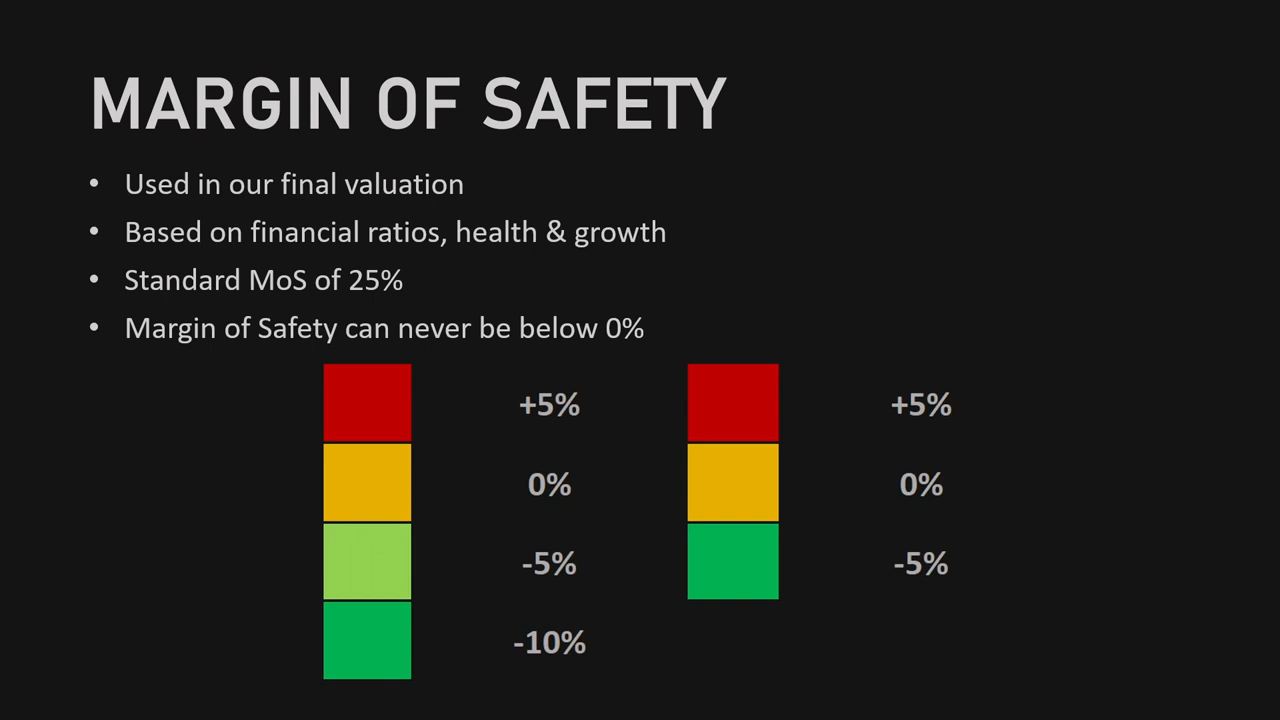 MARGIN OF SAFETY
• Used in our final valuation
• Based on financial ratios, health & growth
• Standard MoS of 25%
• Margin of Safety can never be below 0%
+5% +5%
0% 0%
-5% -5%
-10%